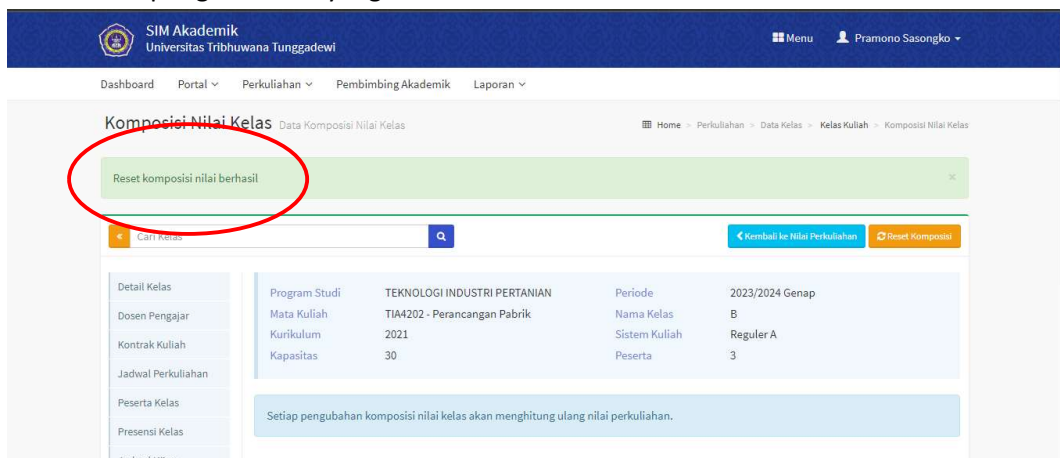 SIM Akademik
Universitas Tribhuwana Tunggadewi
Menu
Pramono Sasongko
Dashboard Portal Perkuliahan Pembimbing Akademik Laporan
Komposisi Nilai Kelas Data Komposisi Nilai Kelas
Home > Perkuliahan > Data Kelas > Kelas Kuliah > Komposisi Nilai Kelas
Reset komposisi nilai berhasil ×
Cari Kelas
Kembali ke Nilai Perkuliahan
Reset Komposisi
Detail Kelas
Dosen Pengajar
Kontrak Kuliah
Jadwal Perkuliahan
Peserta Kelas
Presensi Kelas
Program Studi TEKNOLOGI INDUSTRI PERTANIAN Periode 2023/2024 Genap
Mata Kuliah TIA4202 - Perancangan Pabrik Nama Kelas B
Kurikulum 2021 Sistem Kuliah Reguler A
Kapasitas 30 Peserta 3
Setiap pengubahan komposisi nilai kelas akan menghitung ulang nilai perkuliahan.